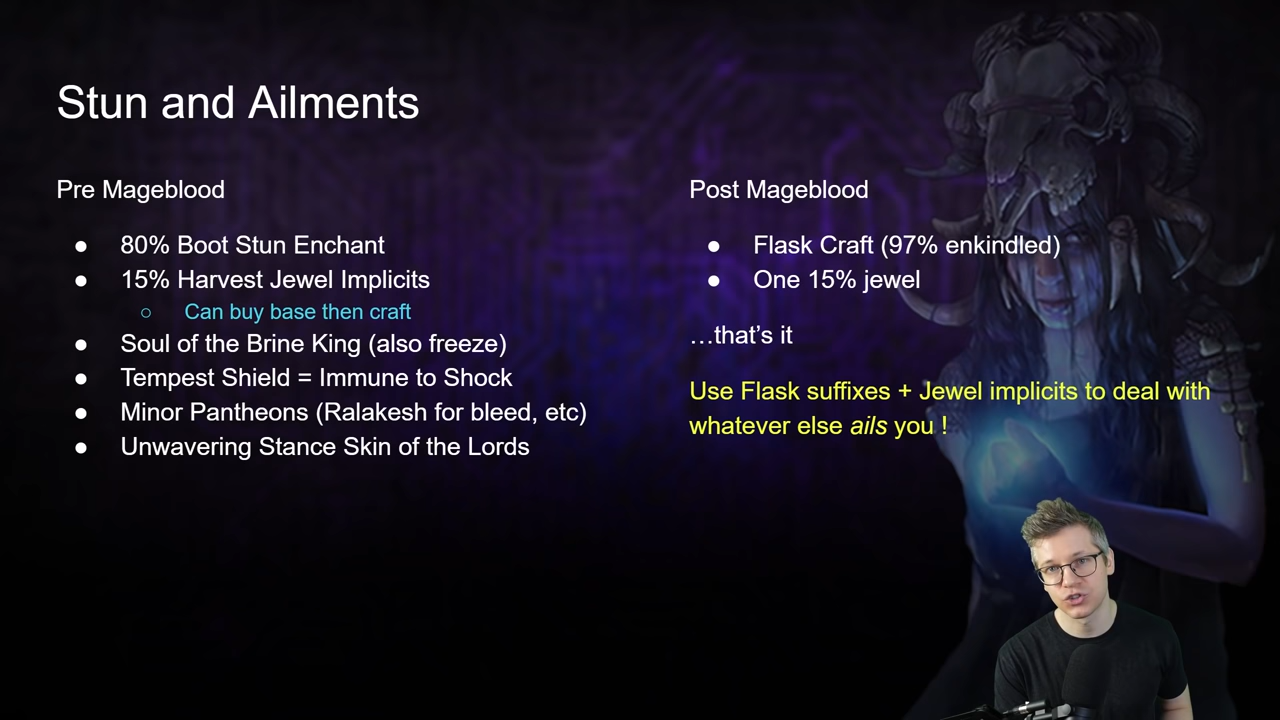 Stun and Ailments
Pre Mageblood
● 80% Boot Stun Enchant
● 15% Harvest Jewel Implicits
○ Can buy base then craft
● Soul of the Brine King (also freeze)
● Tempest Shield = Immune to Shock
● Minor Pantheons (Ralakesh for bleed, etc)
● Unwavering Stance Skin of the Lords
Post Mageblood
● Flask Craft (97% enkindled)
● One 15% jewel
…that’s it
Use Flask suffixes + Jewel implicits to deal with
whatever else ails you !